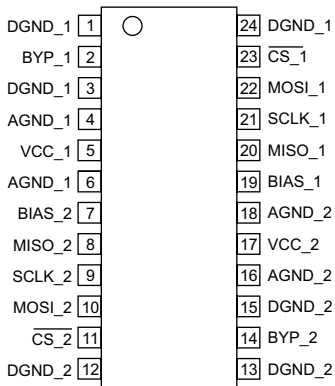 DGND_1 1 24 DGND_1
BYP_1 2 23 CS_1
DGND_1 3 22 MOSI_1
AGND_1 4 21 SCLK_1
VCC_1 5 20 MISO_1
AGND_1 6 19 BIAS_1
BIAS_2 7 18 AGND_2
MISO_2 8 17 VCC_2
SCLK_2 9 16 AGND_2
MOSI_2 10 15 DGND_2
CS_2 11 14 BYP_2
DGND_2 12 13 DGND_2